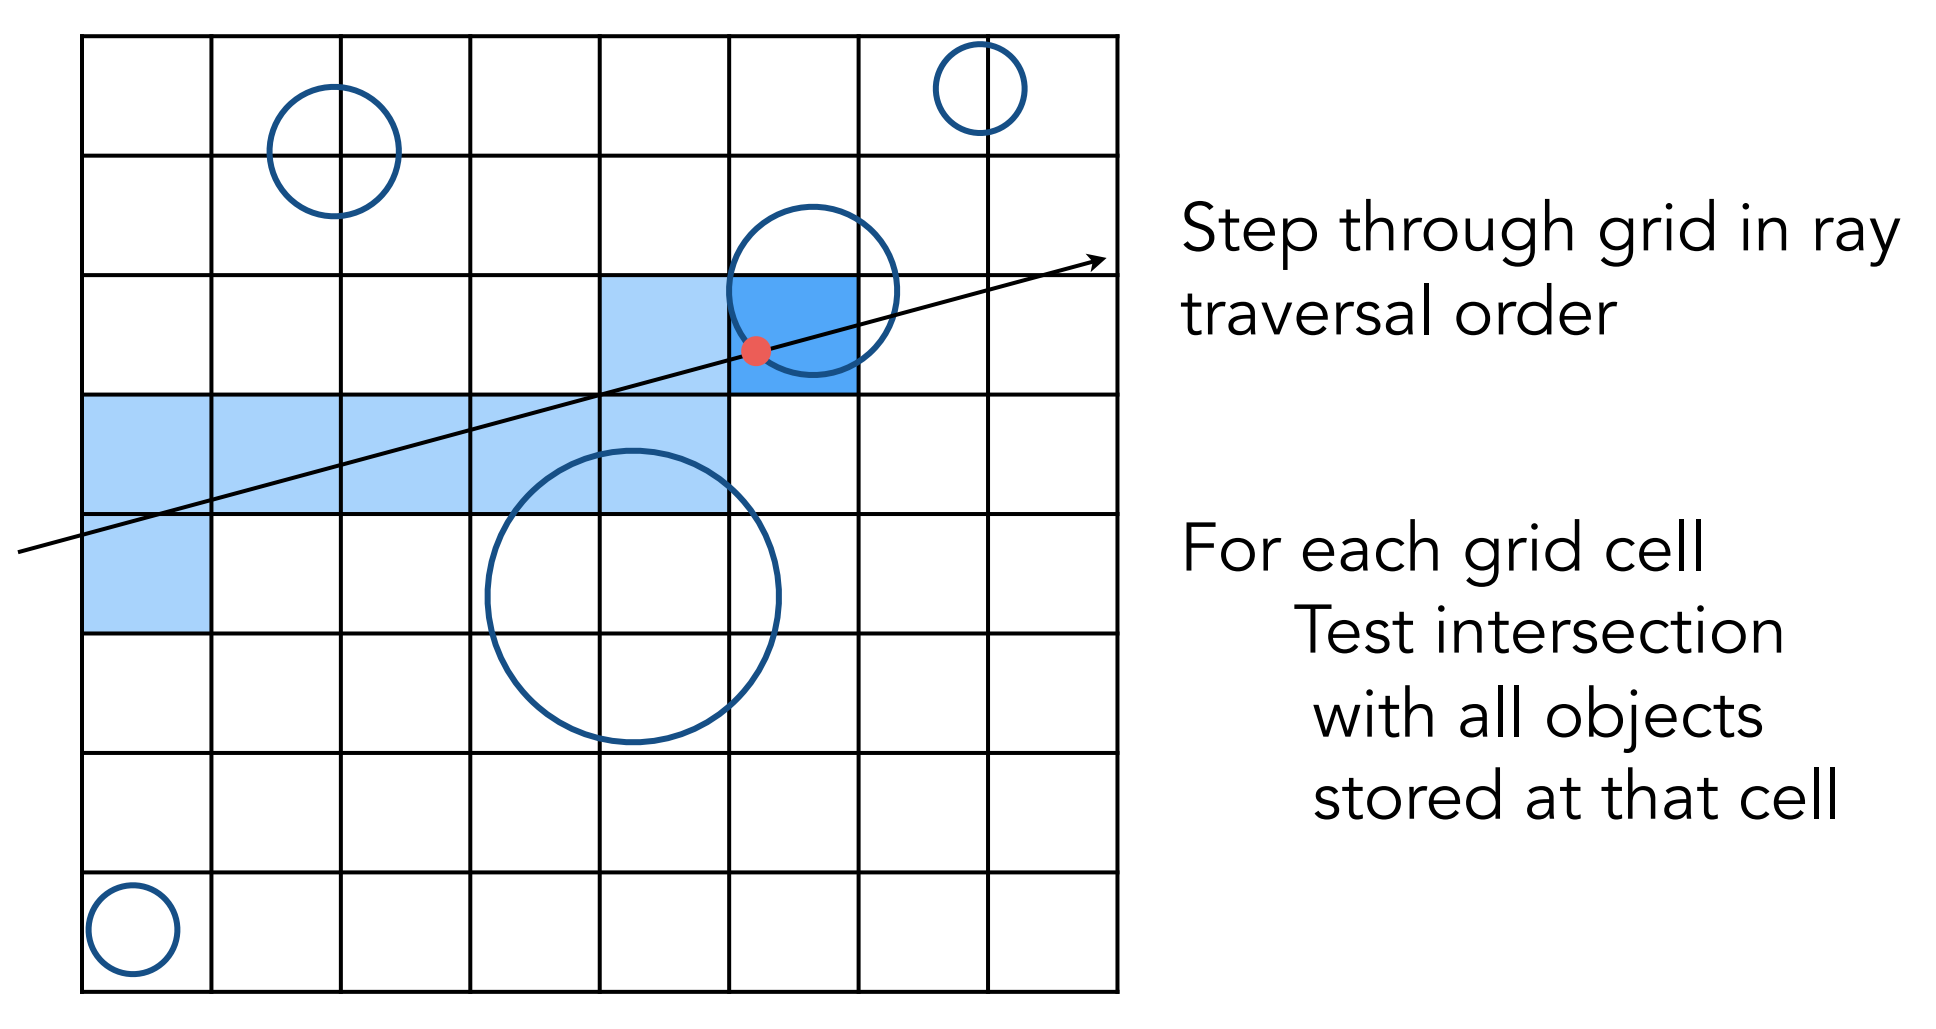 Step through grid in ray
traversal order
For each grid cell
Test intersection
with all objects
stored at that cell